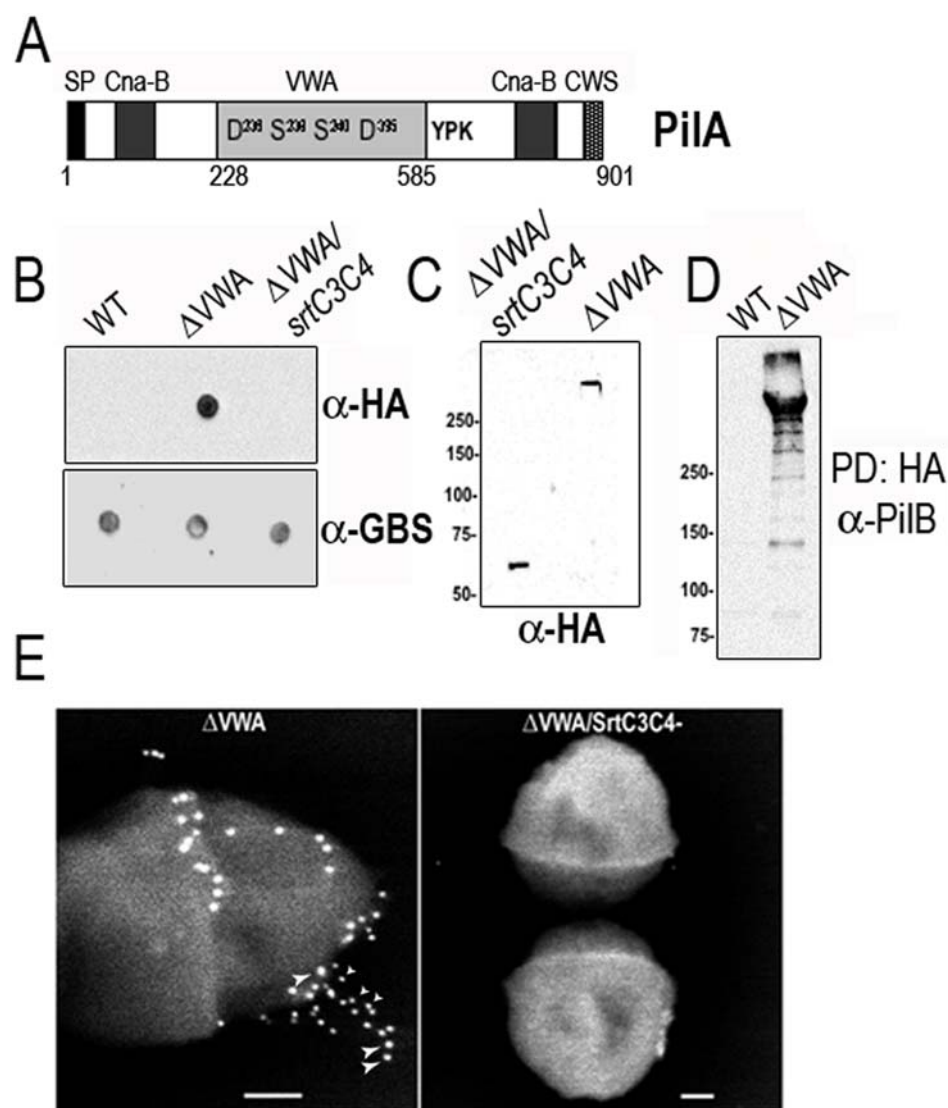 A
SP Cna-B VWA Cna-B CWS
D²³⁶ S²³⁸ S²⁴⁰ D³⁹⁵ YPK PilA
1 228 585 901
B
WT ΔVWA ΔVWA/srtC3C4
α-HA
α-GBS
C
ΔVWA/srtC3C4 ΔVWA
250-
150-
100-
75-
50-
α-HA
D
WT ΔVWA
250-
150-
100-
75-
PD: HA
α-PilB
E
ΔVWA ΔVWA/SrtC3C4-